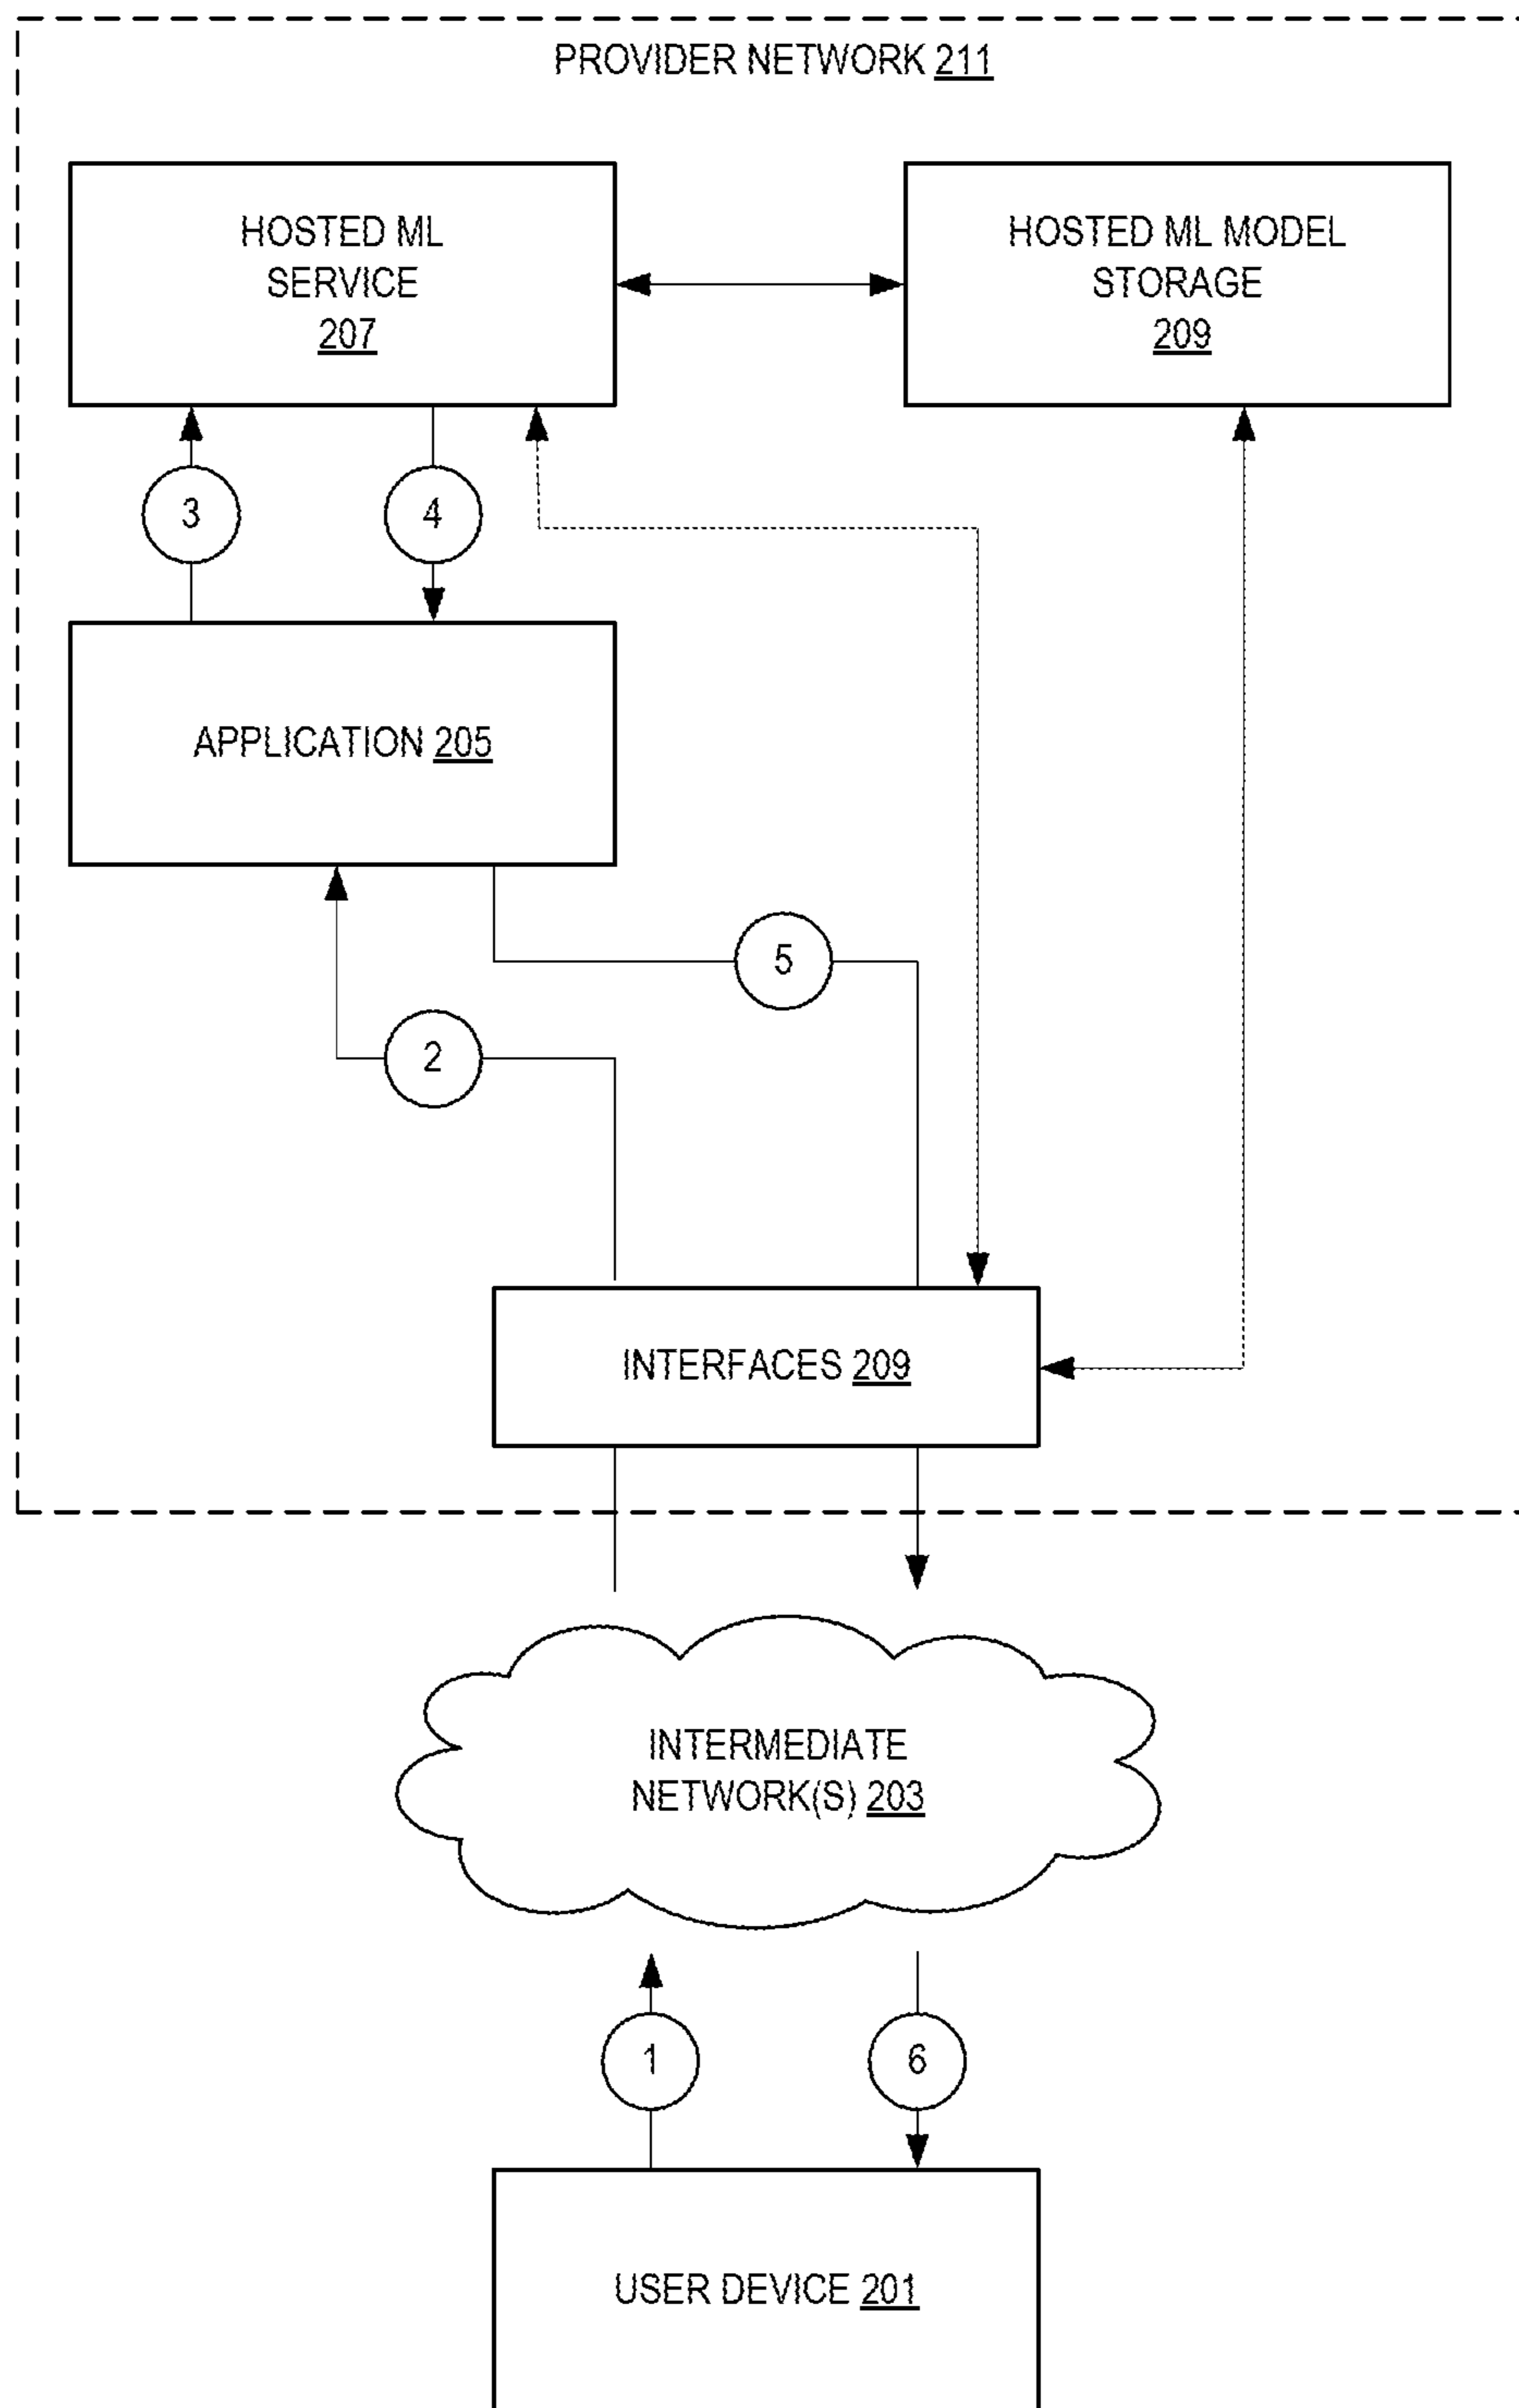 PROVIDER NETWORK 211
HOSTED ML
SERVICE
207
HOSTED ML MODEL
STORAGE
209
3
4
APPLICATION 205
5
2
INTERFACES 209
INTERMEDIATE
NETWORK(S) 203
1
6
USER DEVICE 201